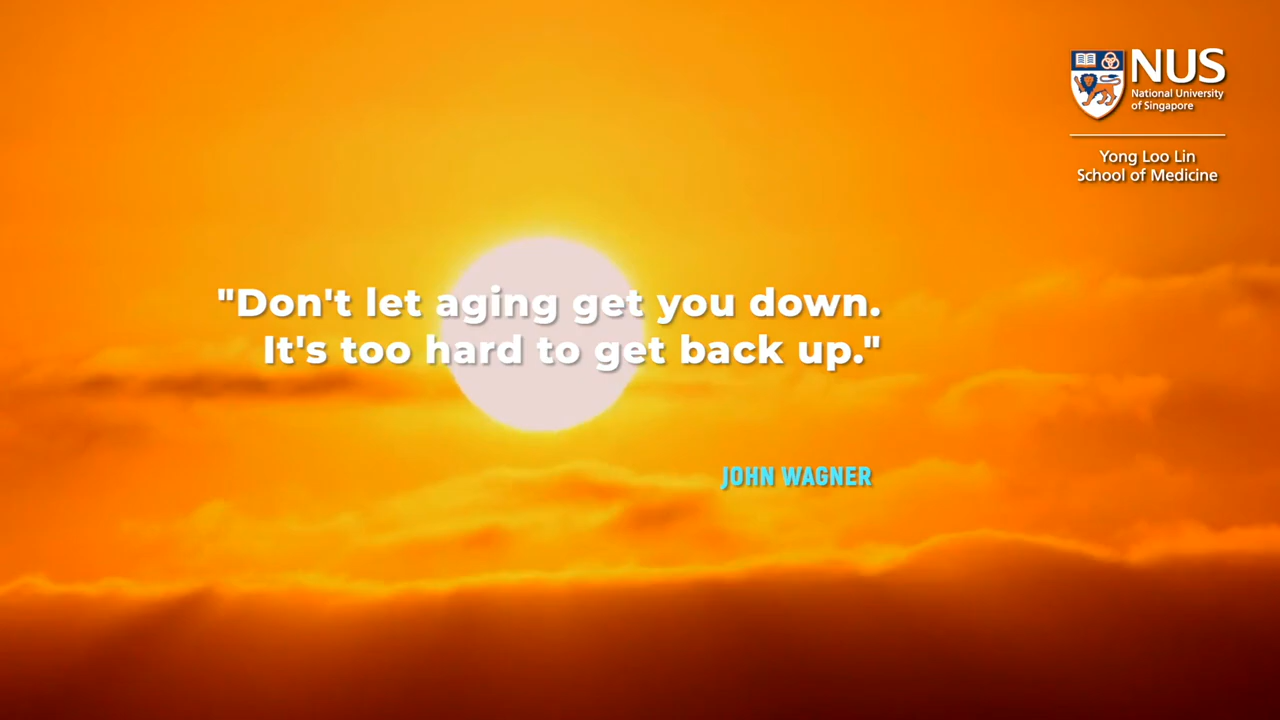 NUS
National University
of Singapore
Yong Loo Lin
School of Medicine
"Don't let aging get you down.
It's too hard to get back up."
JOHN WAGNER